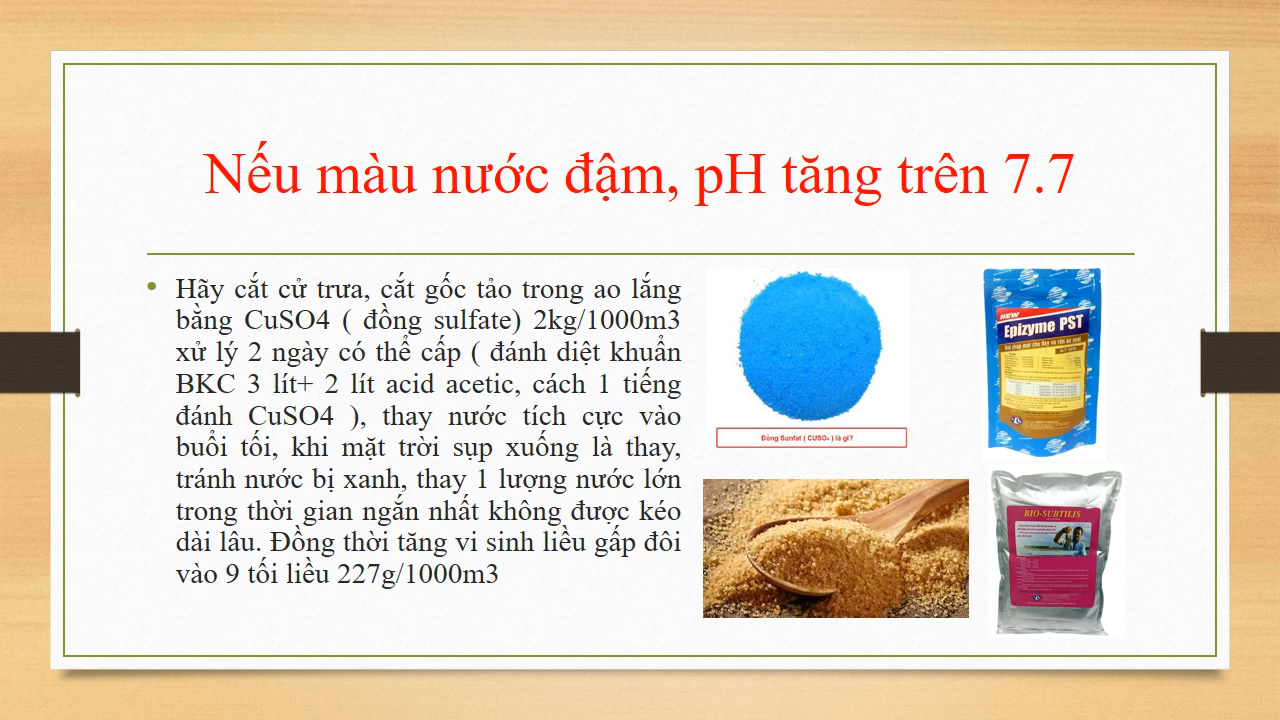 Nếu màu nước đậm, pH tăng trên 7.7
• Hãy cắt cử trưa, cắt gốc tảo trong ao lắng
bằng CuSO4 ( đồng sulfate) 2kg/1000m3
xử lý 2 ngày có thể cấp ( đánh diệt khuẩn
BKC 3 lít+ 2 lít acid acetic, cách 1 tiếng
đánh CuSO4 ), thay nước tích cực vào
buổi tối, khi mặt trời sụp xuống là thay,
tránh nước bị xanh, thay 1 lượng nước lớn
trong thời gian ngắn nhất không được kéo
dài lâu. Đồng thời tăng vi sinh liều gấp đôi
vào 9 tối liều 227g/1000m3
Đồng Sunfat ( CUSO₄ ) là gì?
NEW
Epizyme PST
BIO-SUBTILIS